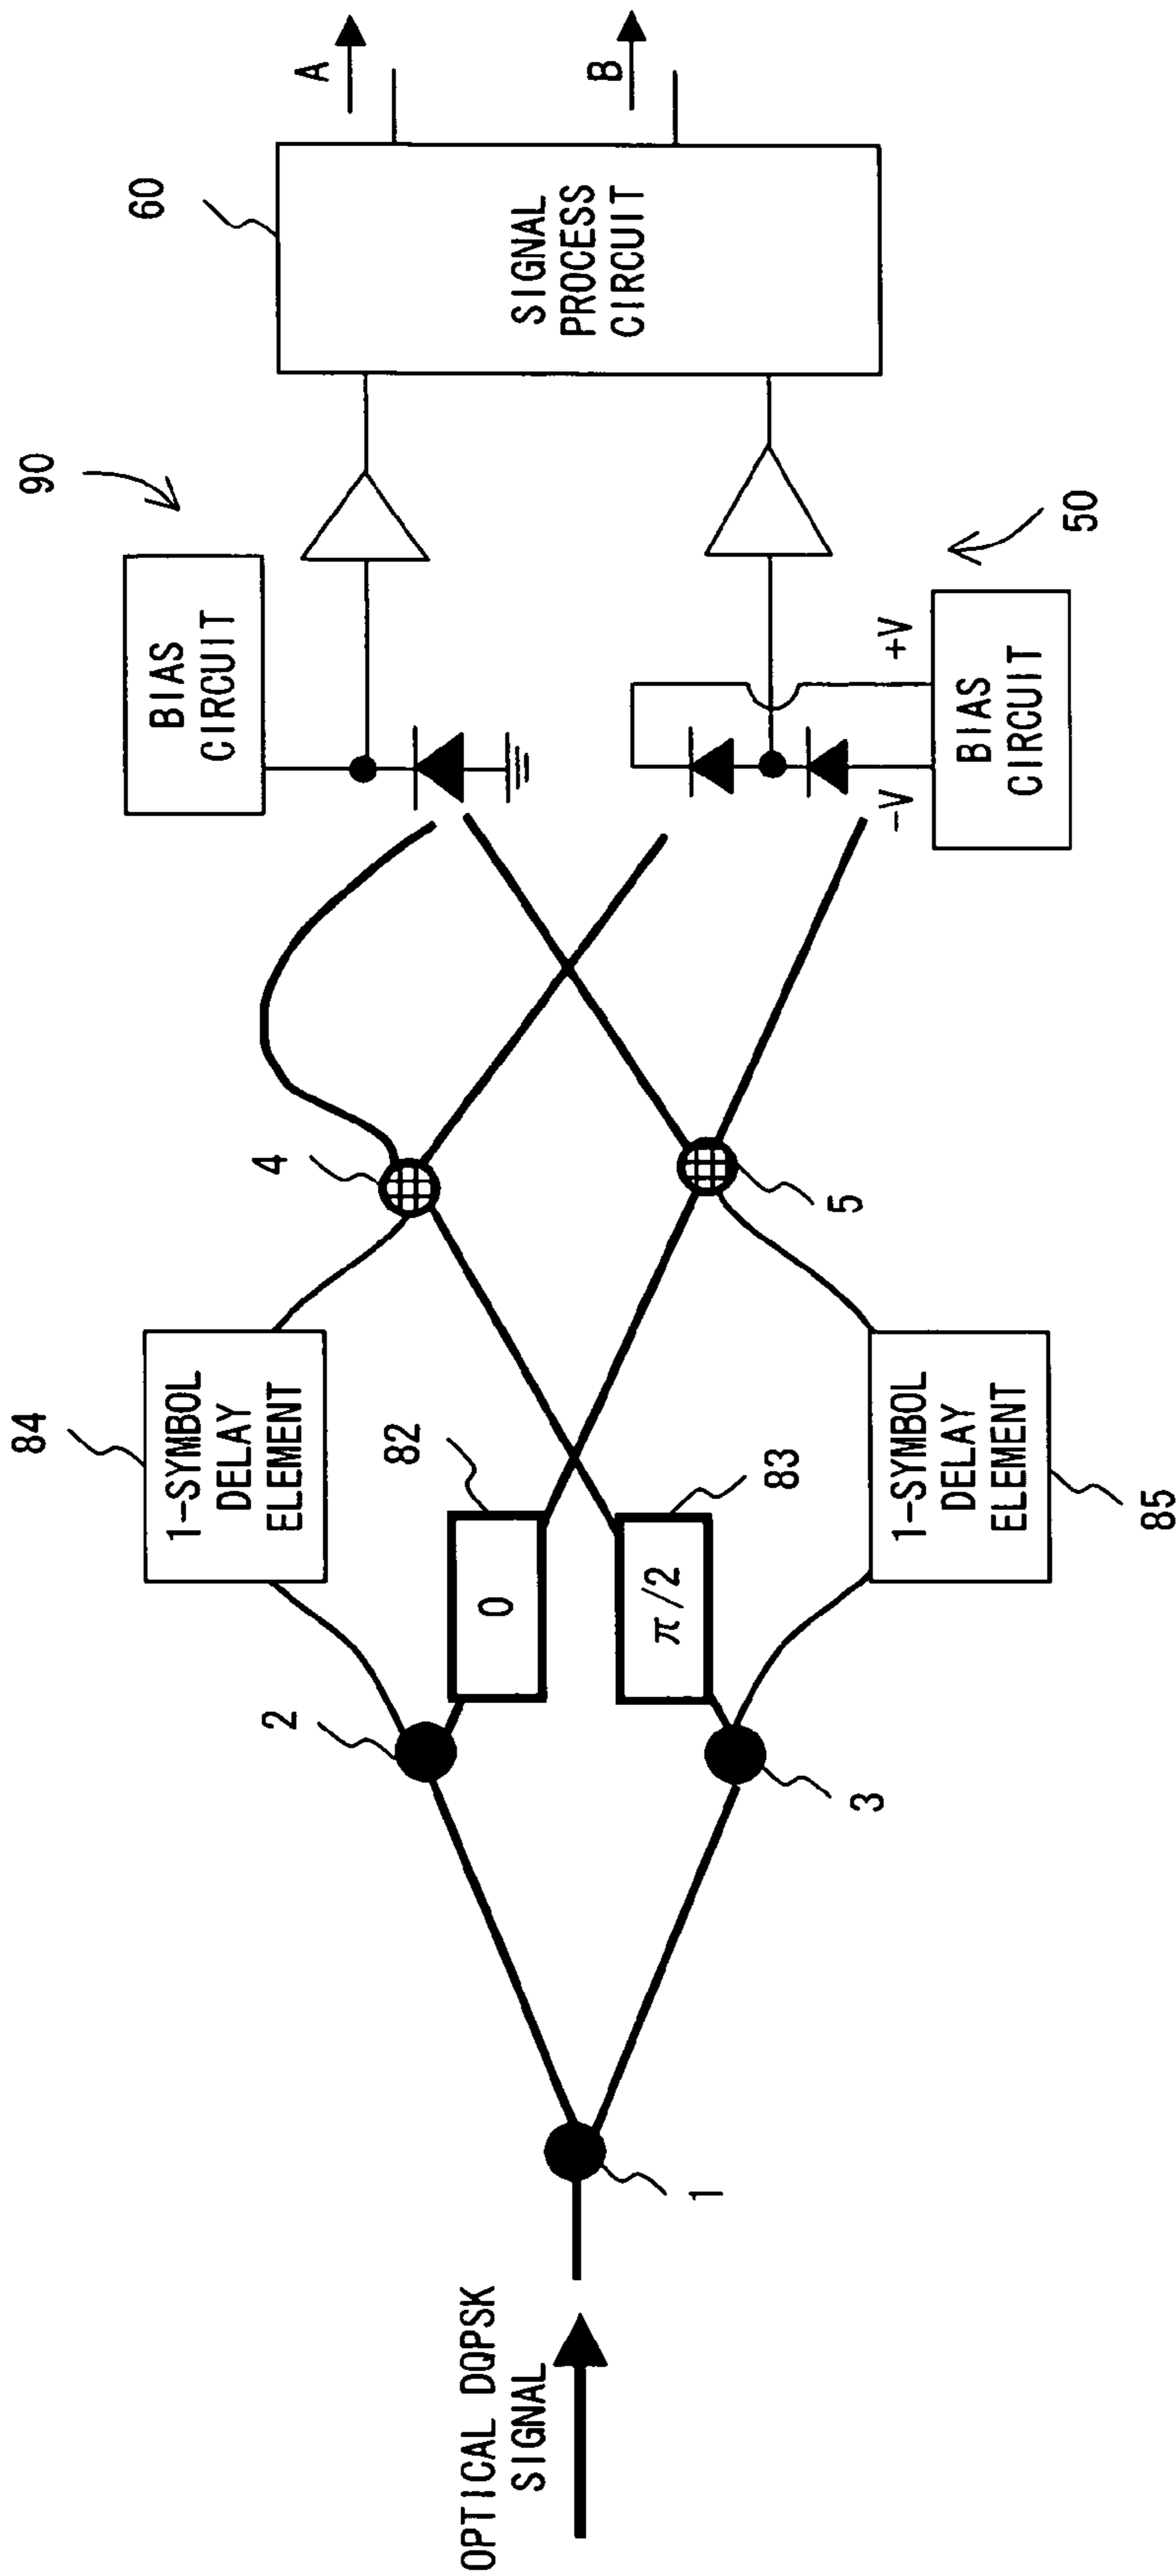 OPTICAL DQPSK
SIGNAL
1
2
3
84
1-SYMBOL
DELAY
ELEMENT
82
0
83
π/2
1-SYMBOL
DELAY
ELEMENT
85
4
5
90
BIAS
CIRCUIT
-V
+V
BIAS
CIRCUIT
50
60
SIGNAL
PROCESS
CIRCUIT
A
B